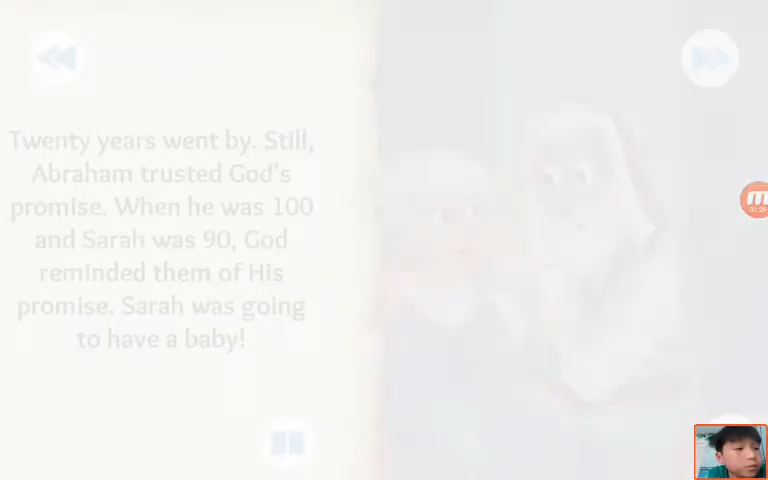 Twenty years went by. Still,
Abraham trusted God's
promise. When he was 100
and Sarah was 90, God
reminded them of His
promise. Sarah was going
to have a baby!